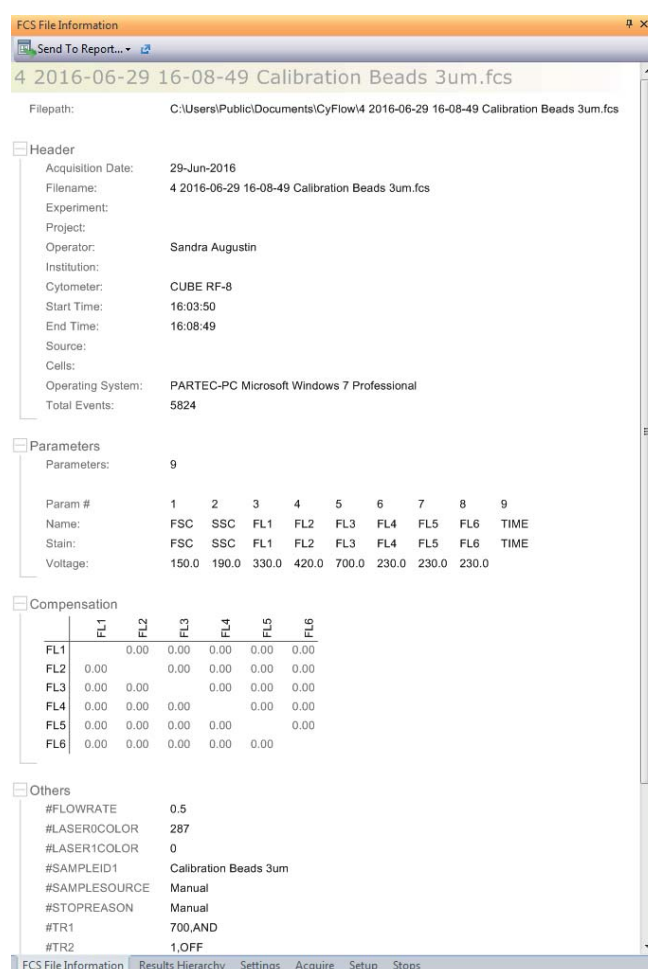 FCS File Information
Send To Report...
4 2016-06-29 16-08-49 Calibration Beads 3um.fcs
Filepath: C:\Users\Public\Documents\CyFlow\4 2016-06-29 16-08-49 Calibration Beads 3um.fcs
Header
Acquisition Date: 29-Jun-2016
Filename: 4 2016-06-29 16-08-49 Calibration Beads 3um.fcs
Experiment:
Project:
Operator: Sandra Augustin
Institution:
Cytometer: CUBE RF-8
Start Time: 16:03:50
End Time: 16:08:49
Source:
Cells:
Operating System: PARTEC-PC Microsoft Windows 7 Professional
Total Events: 5824
Parameters
Parameters: 9
Param # 1 2 3 4 5 6 7 8 9
Name: FSC SSC FL1 FL2 FL3 FL4 FL5 FL6 TIME
Stain: FSC SSC FL1 FL2 FL3 FL4 FL5 FL6 TIME
Voltage: 150.0 190.0 330.0 420.0 700.0 230.0 230.0 230.0
Compensation
FL1 FL2 FL3 FL4 FL5 FL6
FL1 0.00 0.00 0.00 0.00 0.00
FL2 0.00 0.00 0.00 0.00 0.00
FL3 0.00 0.00 0.00 0.00 0.00
FL4 0.00 0.00 0.00 0.00 0.00
FL5 0.00 0.00 0.00 0.00 0.00
FL6 0.00 0.00 0.00 0.00 0.00
Others
#FLOWRATE 0.5
#LASER0COLOR 287
#LASER1COLOR 0
#SAMPLEID1 Calibration Beads 3um
#SAMPLESOURCE Manual
#STOPREASON Manual
#TR1 700,AND
#TR2 1,OFF
FCS File Information Results Hierarchy Settings Acquire Setup Stops